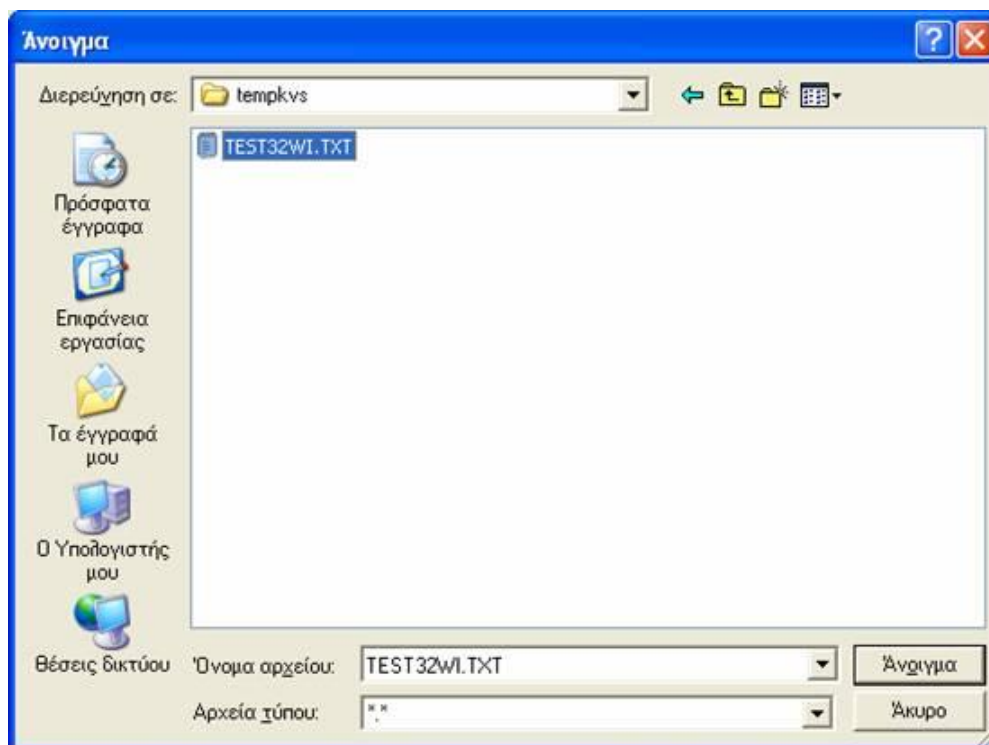 Άνοιγμα
Διερεύνηση σε:
tempkvs
TEST32WI.TXT
Πρόσφατα
έγγραφα
Επιφάνεια
εργασίας
Τα έγγραφά
μου
Ο Υπολογιστής
μου
Θέσεις δικτύου
Όνομα αρχείου:
TEST32WI.TXT
Άνοιγμα
Αρχεία τύπου:
*.*
Άκυρο